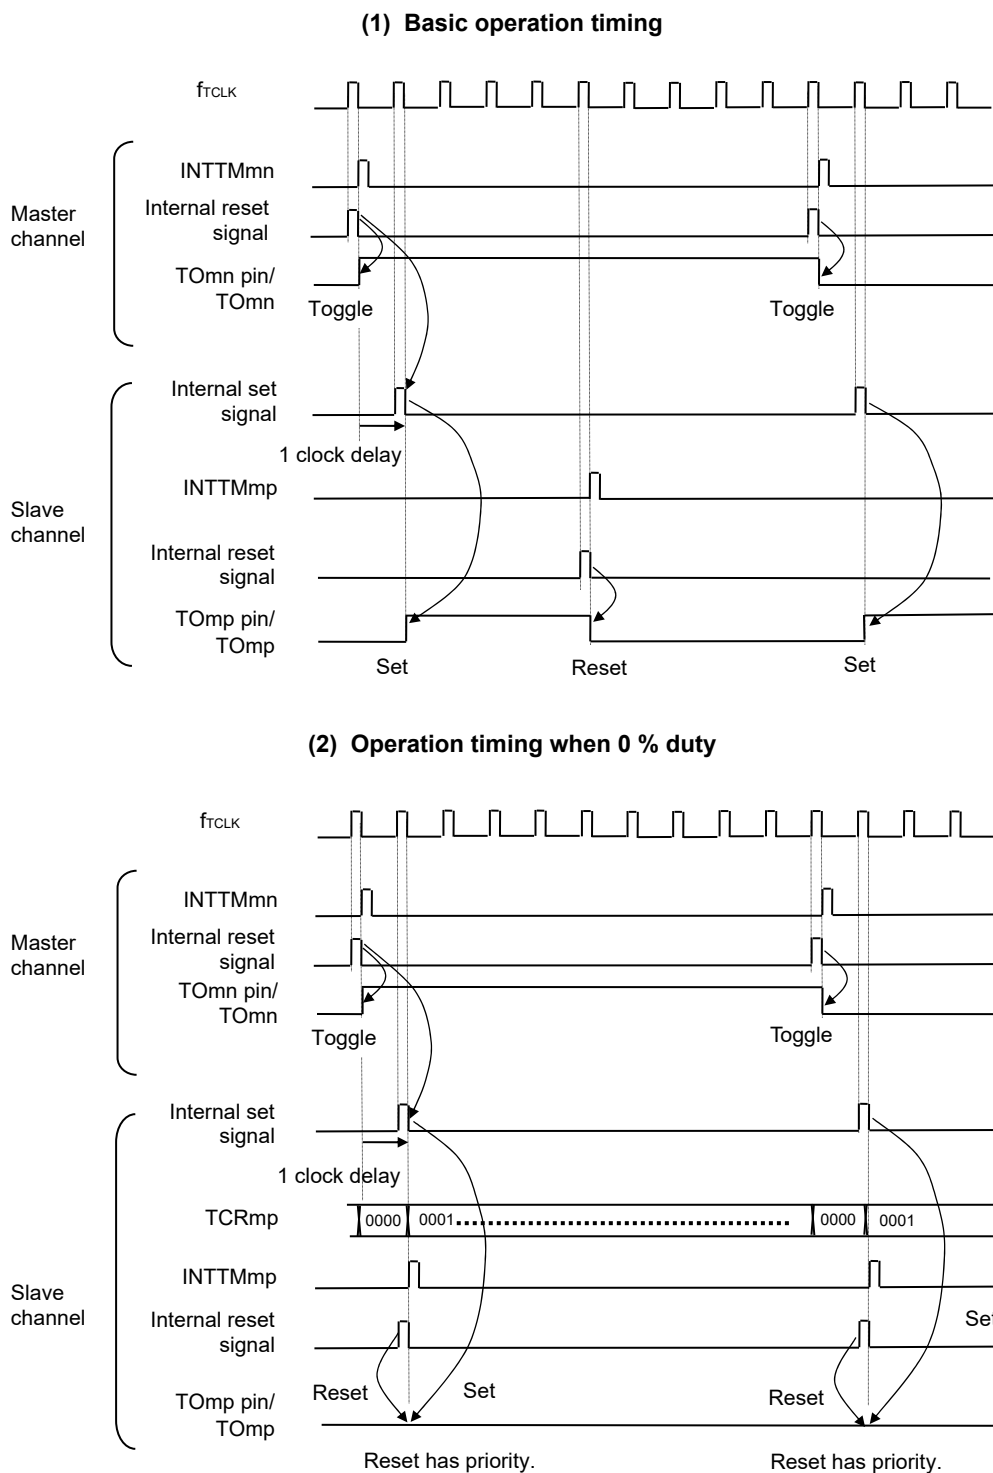 (1) Basic operation timing
fTCLK
INTTMmn
Master
channel
Internal reset
signal
TOmn pin/
TOmn
Toggle
Toggle
Internal set
signal
1 clock delay
INTTMmp
Slave
channel
Internal reset
signal
TOmp pin/
TOmp
Set
Reset
Set
(2) Operation timing when 0 % duty
fTCLK
INTTMmn
Master
channel
Internal reset
signal
TOmn pin/
TOmn
Toggle
Toggle
Internal set
signal
1 clock delay
TCRmp
0000
0001
0000
0001
INTTMmp
Slave
channel
Internal reset
signal
Set
Reset
Set
Reset
TOmp pin/
TOmp
Reset has priority.
Reset has priority.